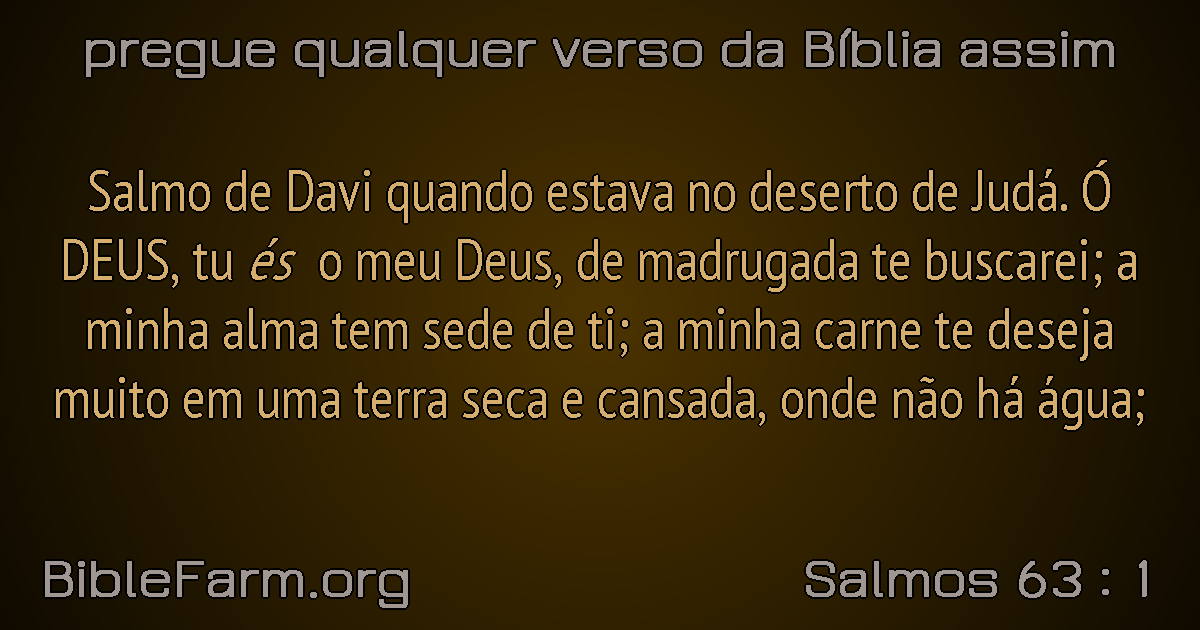 pregue qualquer verso da Bíblia assim
Salmo de Davi quando estava no deserto de Judá. Ó
DEUS, tu és o meu Deus, de madrugada te buscarei; a
minha alma tem sede de ti; a minha carne te deseja
muito em uma terra seca e cansada, onde não há água;
BibleFarm.org
Salmos 63 : 1